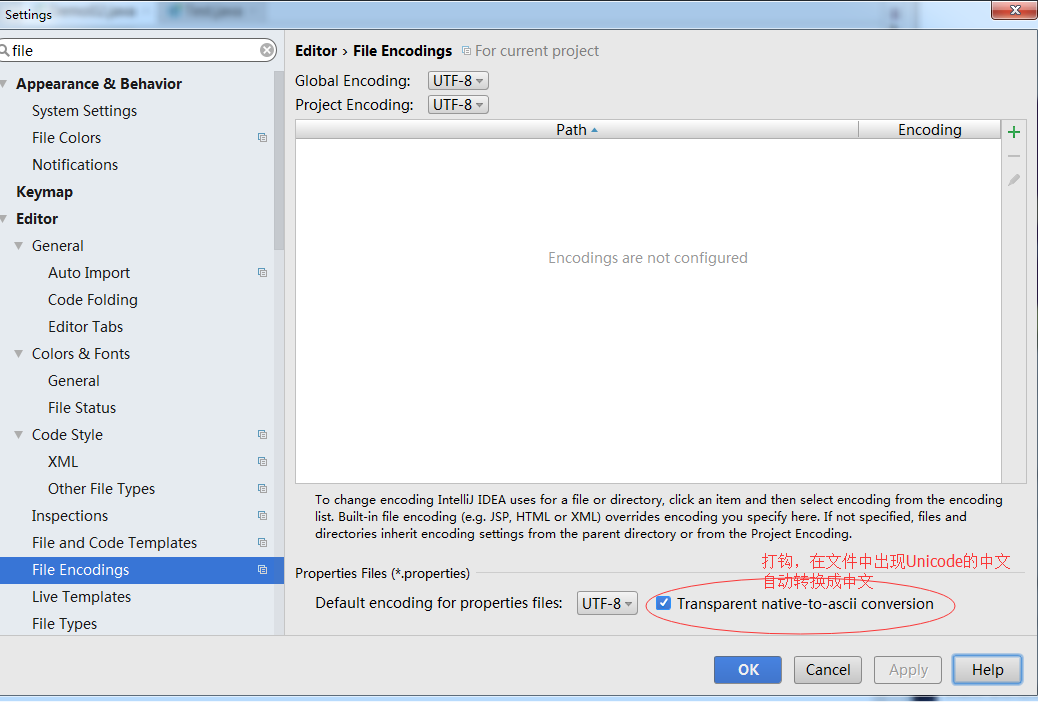 Settings
file
Appearance & Behavior
System Settings
File Colors
Notifications
Keymap
Editor
General
Auto Import
Code Folding
Editor Tabs
Colors & Fonts
General
File Status
Code Style
XML
Other File Types
Inspections
File and Code Templates
File Encodings
Live Templates
File Types
Editor › File Encodings For current project
Global Encoding: UTF-8
Project Encoding: UTF-8
Path Encoding
Encodings are not configured
To change encoding IntelliJ IDEA uses for a file or directory, click an item and then select encoding from the encoding
list. Built-in file encoding (e.g. JSP, HTML or XML) overrides encoding you specify here. If not specified, files and
directories inherit encoding settings from the parent directory or from the Project Encoding.
打钩，在文件中出现Unicode的中文
自动转换成中文
Properties Files (*.properties)
Default encoding for properties files: UTF-8 Transparent native-to-ascii conversion
OK Cancel Apply Help